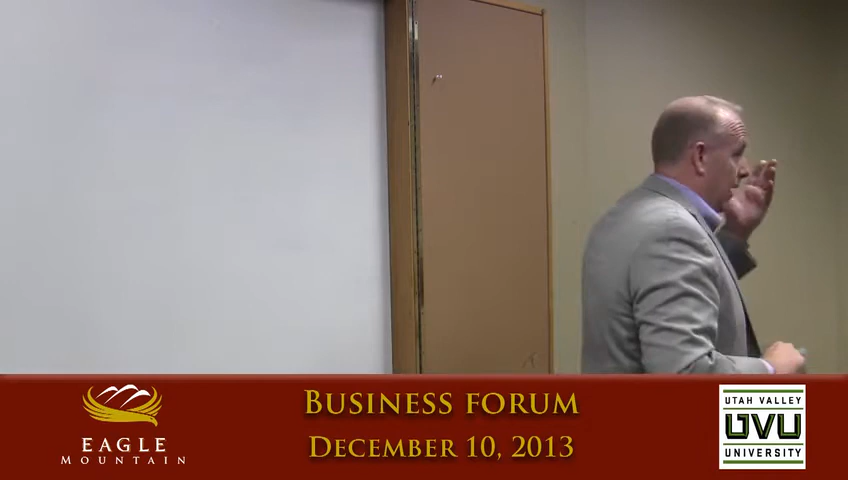 BUSINESS FORUM
DECEMBER 10, 2013
EAGLE
MOUNTAIN
UTAH VALLEY
UVU
UNIVERSITY